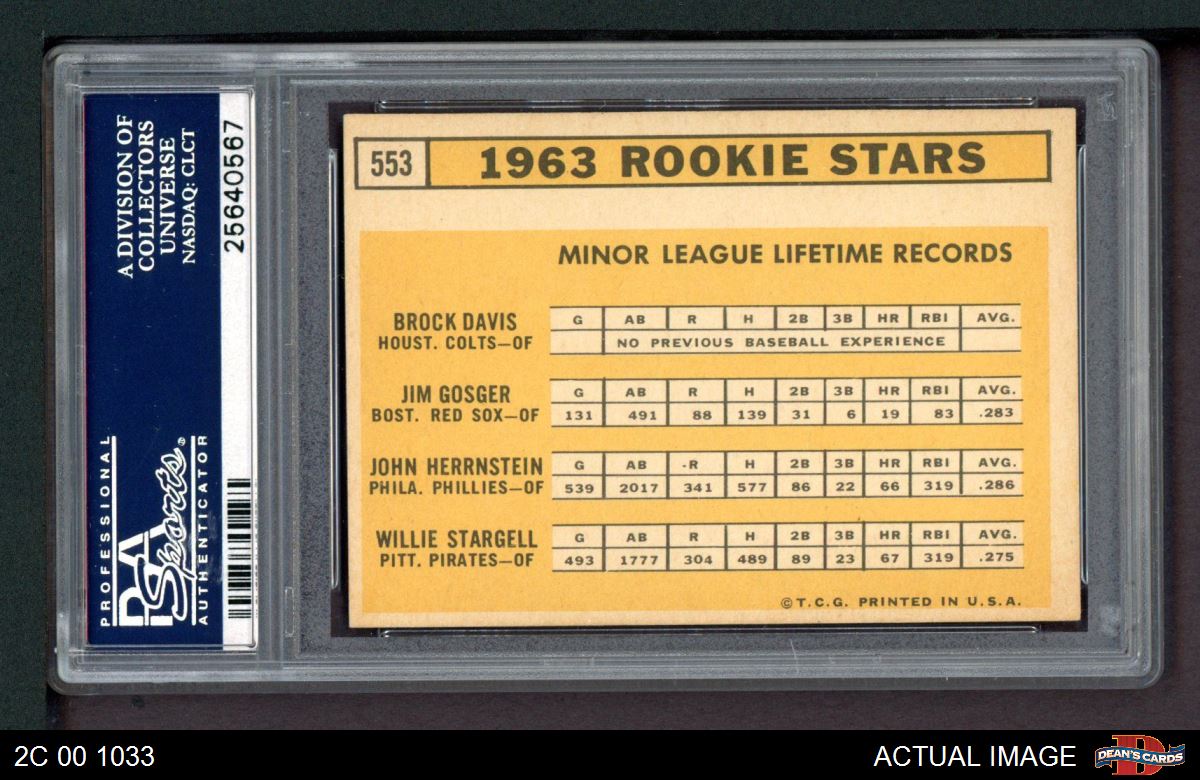 A DIVISION OF
COLLECTORS
UNIVERSE
NASDAQ: CLCT
25640567
PROFESSIONAL
PSA
Sports®
AUTHENTICATOR
553
1963 ROOKIE STARS
MINOR LEAGUE LIFETIME RECORDS
BROCK DAVIS
HOUST. COLTS—OF
G AB R H 2B 3B HR RBI AVG.
NO PREVIOUS BASEBALL EXPERIENCE
JIM GOSGER
BOST. RED SOX—OF
G AB R H 2B 3B HR RBI AVG.
131 491 88 139 31 6 19 83 .283
JOHN HERRNSTEIN
PHILA. PHILLIES—OF
G AB R H 2B 3B HR RBI AVG.
539 2017 341 577 86 22 66 319 .286
WILLIE STARGELL
PITT. PIRATES—OF
G AB R H 2B 3B HR RBI AVG.
493 1777 304 489 89 23 67 319 .275
©T.C.G. PRINTED IN U.S.A.
2C 00 1033
ACTUAL IMAGE
D
DEAN'S CARDS